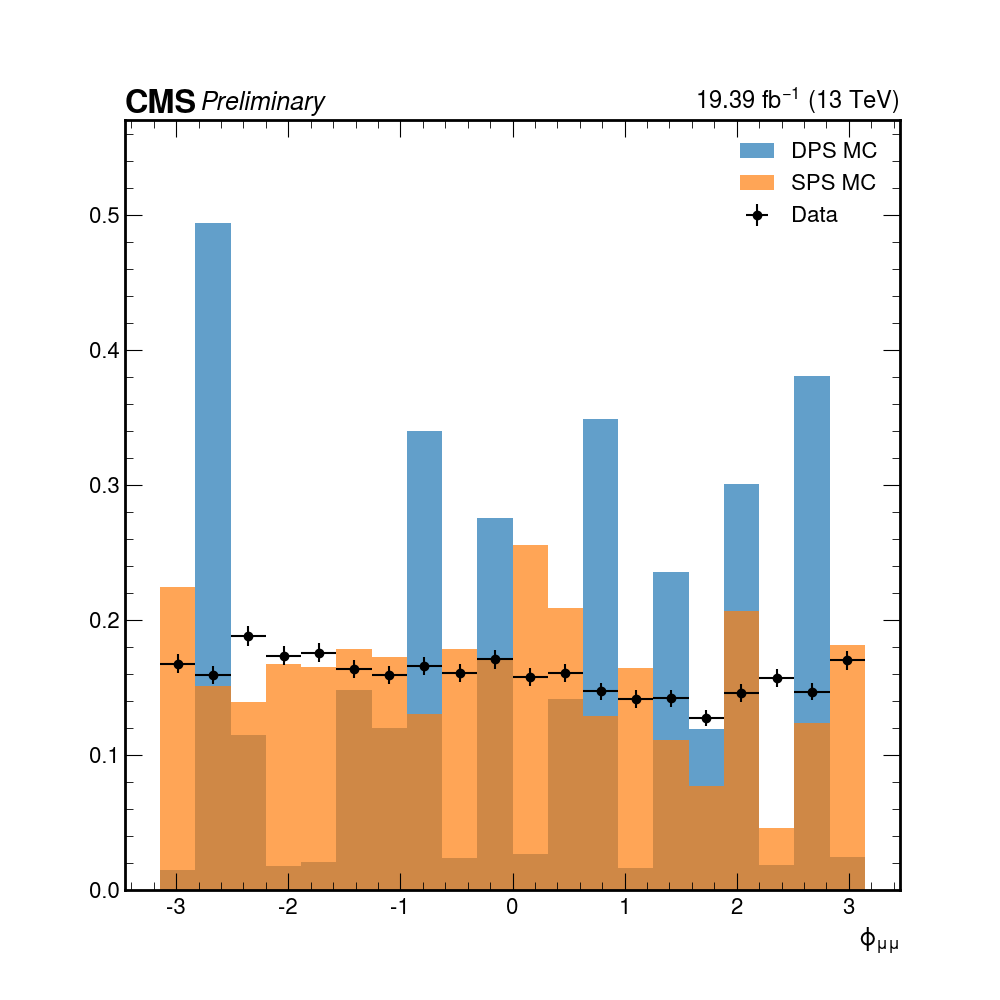 CMS Preliminary 19.39 fb⁻¹ (13 TeV)
DPS MC
SPS MC
Data
0.5
0.4
0.3
0.2
0.1
0.0
-3 -2 -1 0 1 2 3
ϕμμ